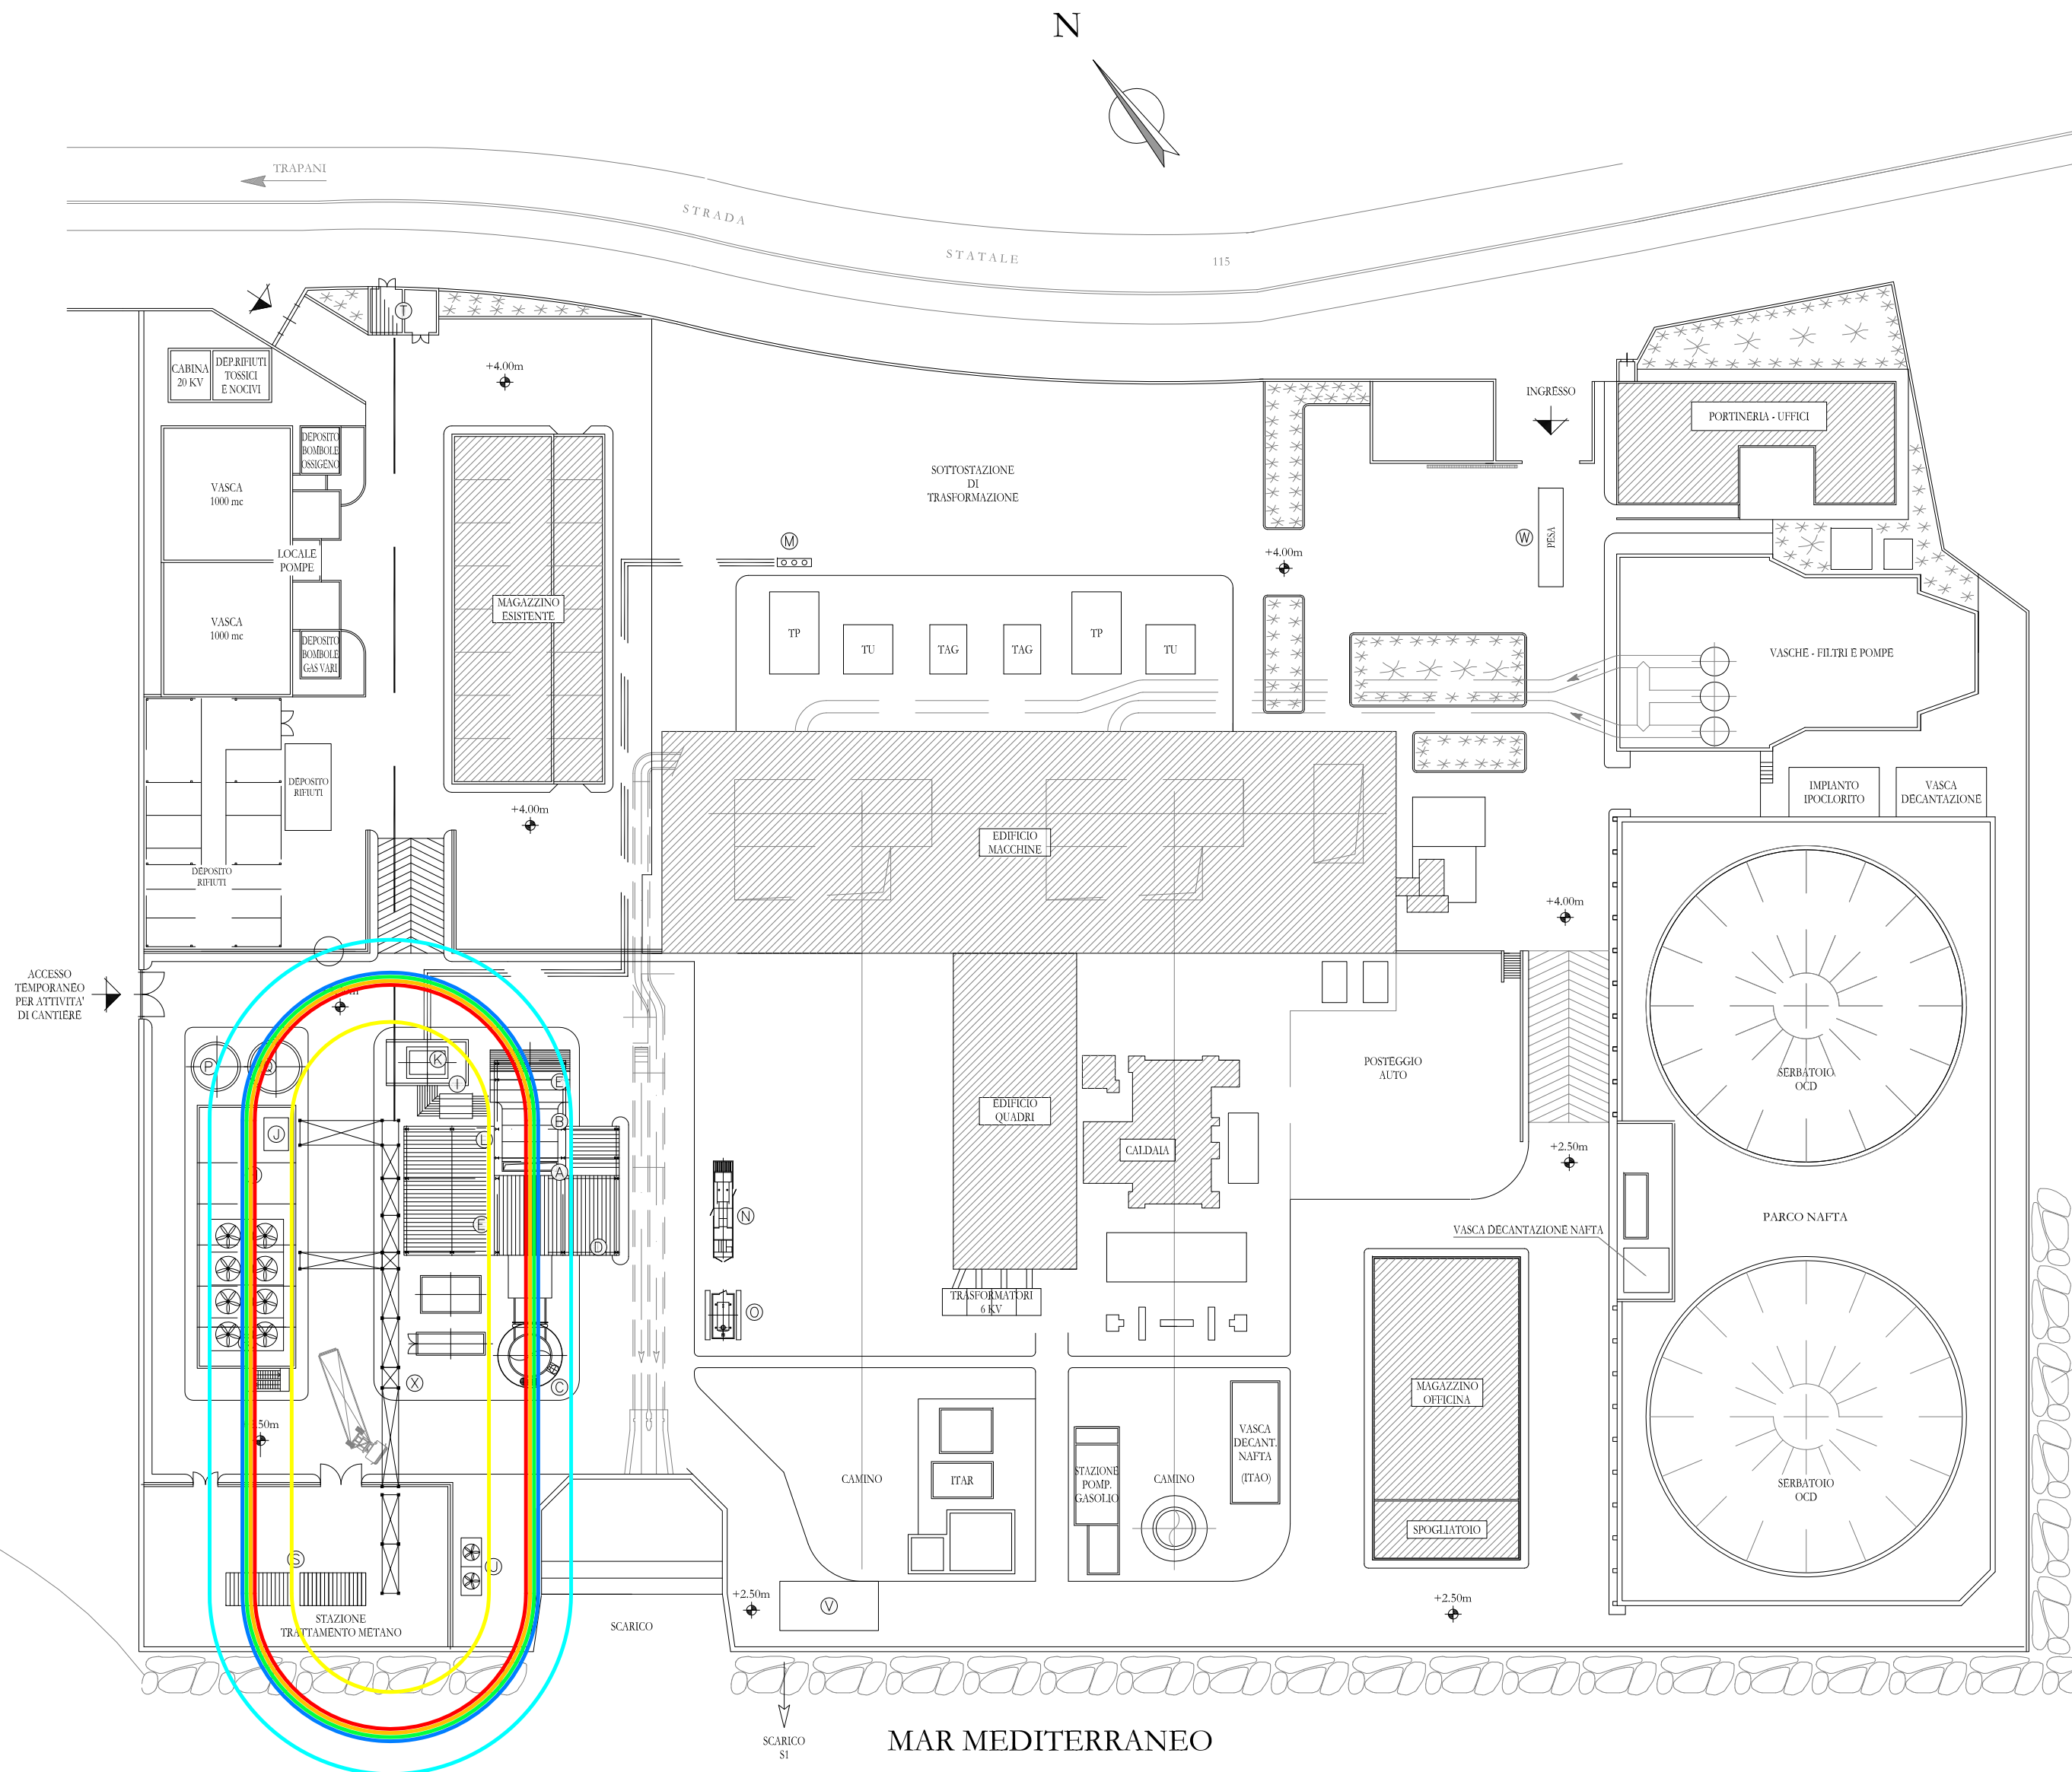 N
TRAPANI
STRADA
STATALE
115
T
CABINA
20 KV
DEP.RIFIUTI
TOSSICI
E NOCIVI
+4.00m
INGRESSO
PORTINERIA - UFFICI
DEPOSITO
BOMBOLE
OSSIGENO
VASCA
1000 mc
SOTTOSTAZIONE
DI
TRASFORMAZIONE
M
W
PESA
+4.00m
LOCALE
POMPE
MAGAZZINO
ESISTENTE
VASCA
1000 mc
DEPOSITO
BOMBOLE
GAS VARI
TP
TU
TAG
TAG
TP
TU
VASCHE - FILTRI E POMPE
DEPOSITO
RIFIUTI
+4.00m
IMPIANTO
IPOCLORITO
VASCA
DECANTAZIONE
EDIFICIO
MACCHINE
DEPOSITO
RIFIUTI
+4.00m
ACCESSO
TEMPORANEO
PER ATTIVITA'
DI CANTIERE
P
Q
K
I
E
POSTEGGIO
AUTO
SERBATOIO
OCD
EDIFICIO
QUADRI
B
J
CALDAIA
+2.50m
A
N
E
D
PARCO NAFTA
VASCA DECANTAZIONE NAFTA
TRASFORMATORI
6 KV
O
X
C
MAGAZZINO
OFFICINA
VASCA
DECANT.
NAFTA
(ITAO)
CAMINO
ITAR
STAZIONE
POMP.
GASOLIO
CAMINO
SERBATOIO
OCD
SPOGLIATOIO
S
U
+2.50m
V
+2.50m
STAZIONE
TRATTAMENTO METANO
SCARICO
SCARICO
S1
MAR MEDITERRANEO